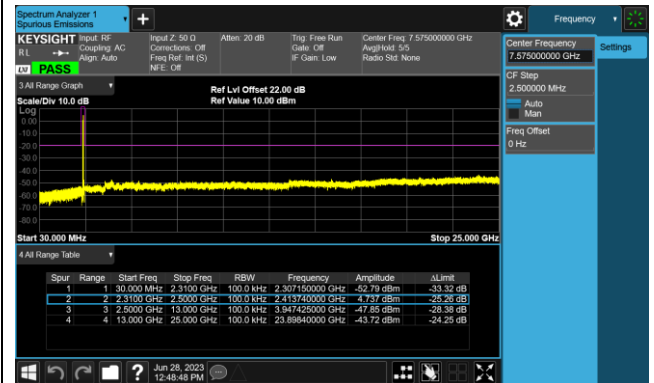 Spectrum Analyzer 1
Spurious Emissions
Frequency
KEYSIGHT Input: RF Input Z: 50 Ω Atten: 20 dB Trig: Free Run Center Freq: 7.575000000 GHz
RL Coupling: AC Corrections: Off Gate: Off Avg|Hold: 5/5
Align: Auto Freq Ref: Int (S) IF Gain: Low Radio Std: None
NFE: Off
LXI PASS
Center Frequency
7.575000000 GHz
Settings
CF Step
2.500000 MHz
Auto
Man
Freq Offset
0 Hz
3 All Range Graph
Ref Lvl Offset 22.00 dB
Scale/Div 10.0 dB Ref Value 10.00 dBm
Log
0.00
-10.0
-20.0
-30.0
-40.0
-50.0
-60.0
-70.0
-80.0
Start 30.000 MHz Stop 25.000 GHz
4 All Range Table
Spur Range Start Freq Stop Freq RBW Frequency Amplitude ΔLimit
1 1 30.000 MHz 2.3100 GHz 100.0 kHz 2.307150000 GHz -52.79 dBm -33.32 dB
2 2 2.3100 GHz 2.5000 GHz 100.0 kHz 2.413740000 GHz 4.737 dBm -25.26 dB
3 3 2.5000 GHz 13.000 GHz 100.0 kHz 3.947425000 GHz -47.85 dBm -28.38 dB
4 4 13.000 GHz 25.000 GHz 100.0 kHz 23.89840000 GHz -43.72 dBm -24.25 dB
Jun 28, 2023
12:48:48 PM